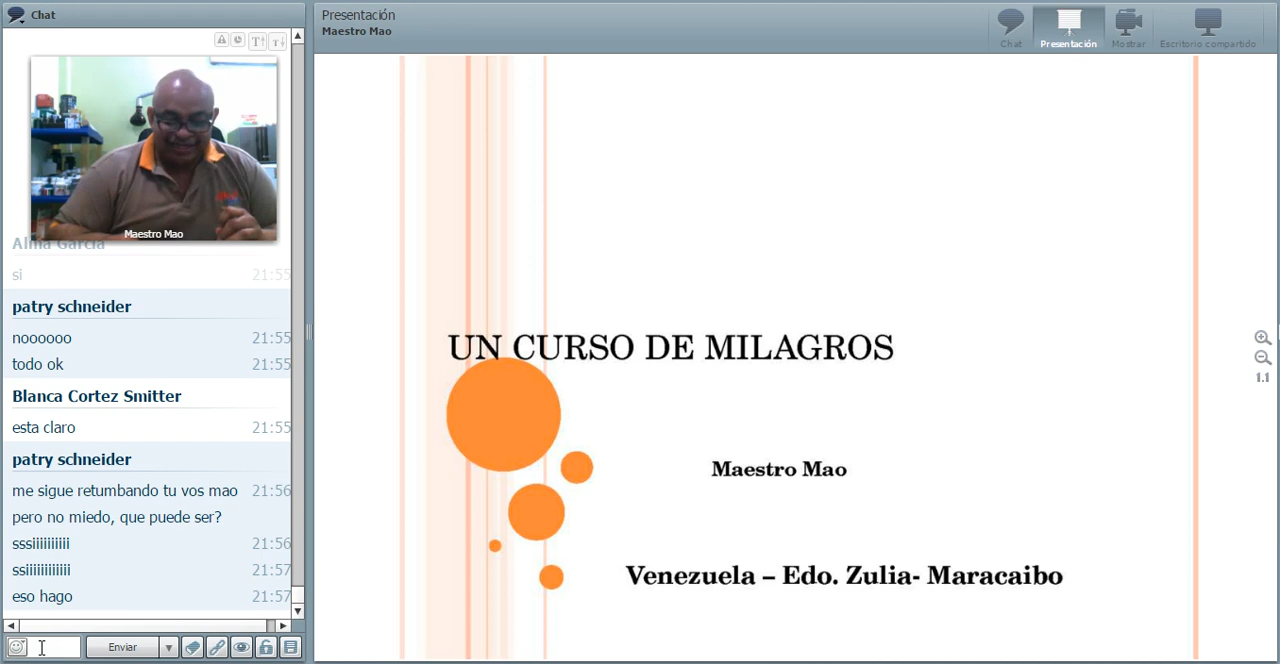 Chat
Maestro Mao
Alma Garcia
si 21:55
patry schneider
noooooo 21:55
todo ok 21:55
Blanca Cortez Smitter
esta claro 21:55
patry schneider
me sigue retumbando tu vos mao 21:56
pero no miedo, que puede ser?
sssiiiiiiiiii 21:56
ssiiiiiiiiiiii 21:57
eso hago 21:57
Enviar
Presentación
Maestro Mao
Chat
Presentación
Mostrar
Escritorio compartido
UN CURSO DE MILAGROS
Maestro Mao
Venezuela – Edo. Zulia- Maracaibo
1.1